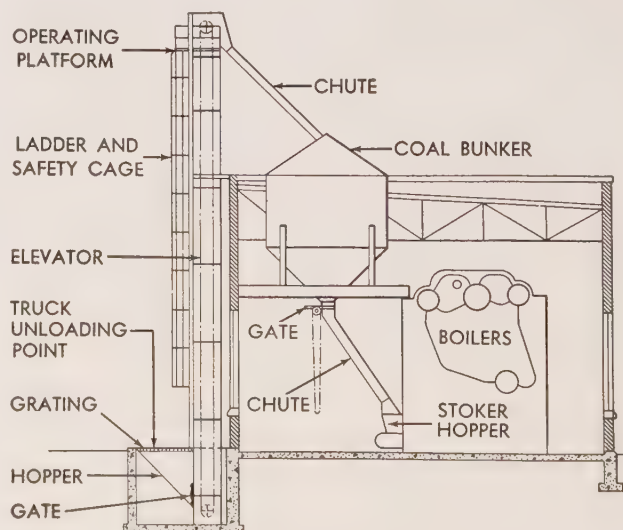 OPERATING
PLATFORM
CHUTE
LADDER AND
SAFETY CAGE
COAL BUNKER
ELEVATOR
TRUCK
UNLOADING
POINT
GATE
BOILERS
CHUTE
STOKER
HOPPER
GRATING
HOPPER
GATE